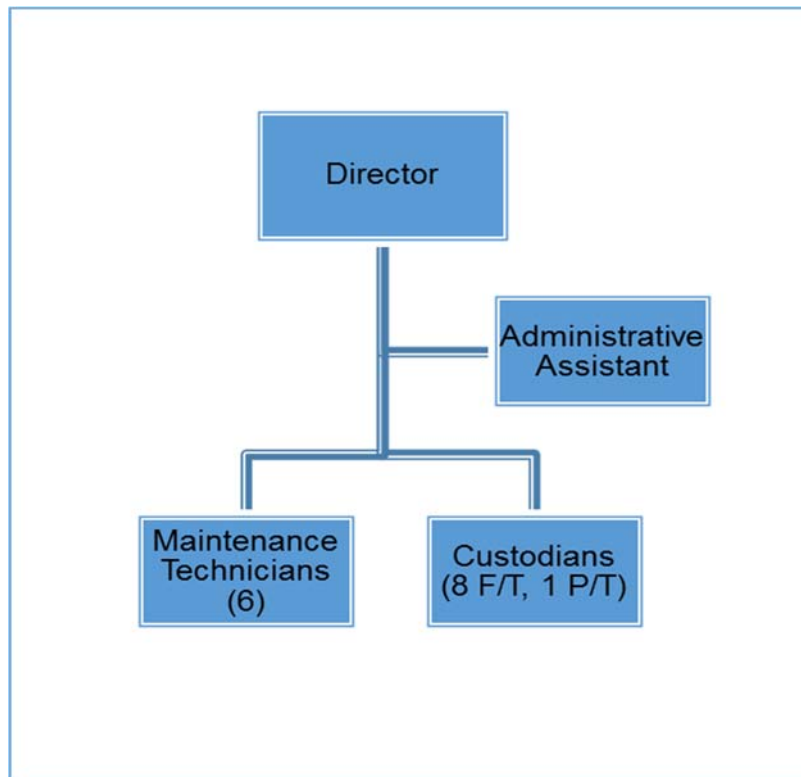 Director
Administrative
Assistant
Maintenance
Technicians
(6)
Custodians
(8 F/T, 1 P/T)